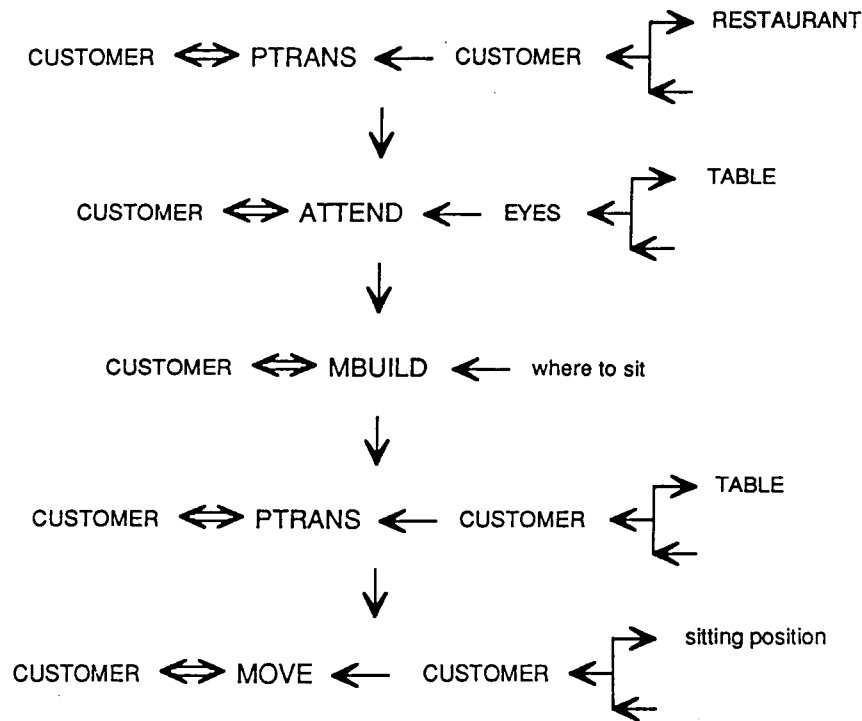 RESTAURANT
CUSTOMER PTRANS CUSTOMER
TABLE
CUSTOMER ATTEND EYES
CUSTOMER MBUILD where to sit
TABLE
CUSTOMER PTRANS CUSTOMER
sitting position
CUSTOMER MOVE CUSTOMER